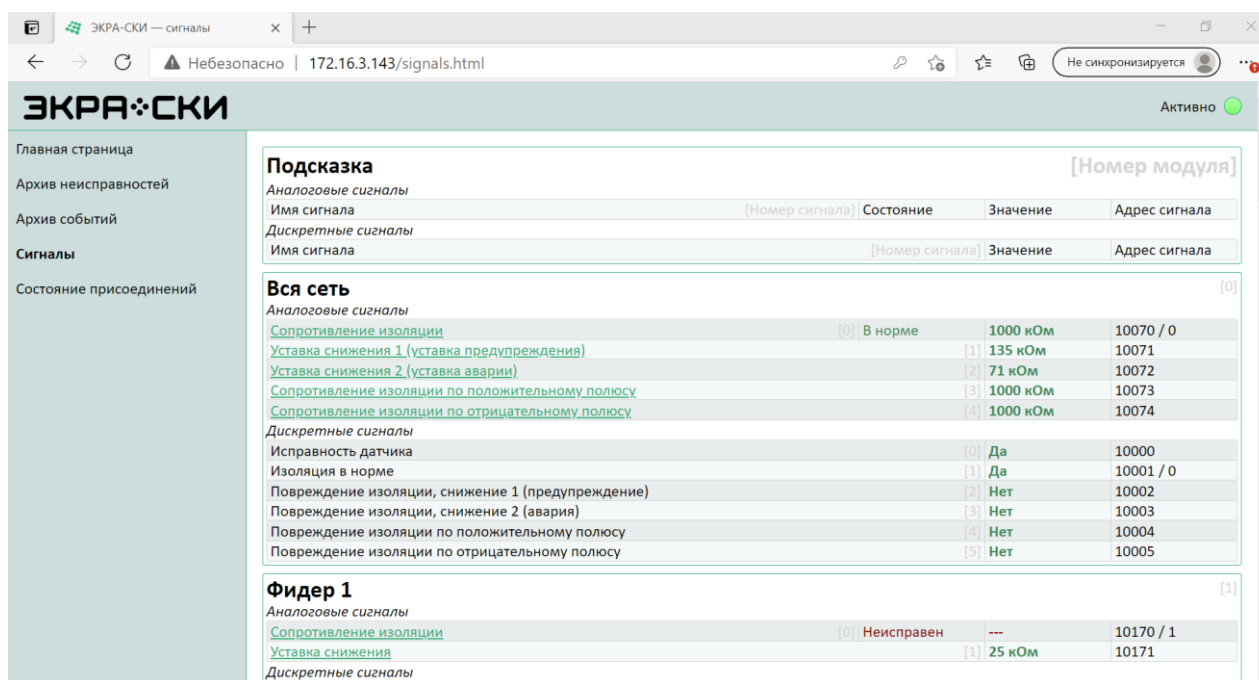 ЭКРА-СКИ — сигналы
Небезопасно 172.16.3.143/signals.html Не синхронизируется
ЭКРА СКИ Активно
Главная страница
Архив неисправностей
Архив событий
Сигналы
Состояние присоединений
Подсказка [Номер модуля]
Аналоговые сигналы
Имя сигнала [Номер сигнала] Состояние Значение Адрес сигнала
Дискретные сигналы
Имя сигнала [Номер сигнала] Значение Адрес сигнала
Вся сеть [0]
Аналоговые сигналы
Сопротивление изоляции [0] В норме 1000 кОм 10070 / 0
Уставка снижения 1 (уставка предупреждения) [1] 135 кОм 10071
Уставка снижения 2 (уставка аварии) [2] 71 кОм 10072
Сопротивление изоляции по положительному полюсу [3] 1000 кОм 10073
Сопротивление изоляции по отрицательному полюсу [4] 1000 кОм 10074
Дискретные сигналы
Исправность датчика [0] Да 10000
Изоляция в норме [1] Да 10001 / 0
Повреждение изоляции, снижение 1 (предупреждение) [2] Нет 10002
Повреждение изоляции, снижение 2 (авария) [3] Нет 10003
Повреждение изоляции по положительному полюсу [4] Нет 10004
Повреждение изоляции по отрицательному полюсу [5] Нет 10005
Фидер 1 [1]
Аналоговые сигналы
Сопротивление изоляции [0] Неисправен --- 10170 / 1
Уставка снижения [1] 25 кОм 10171
Дискретные сигналы